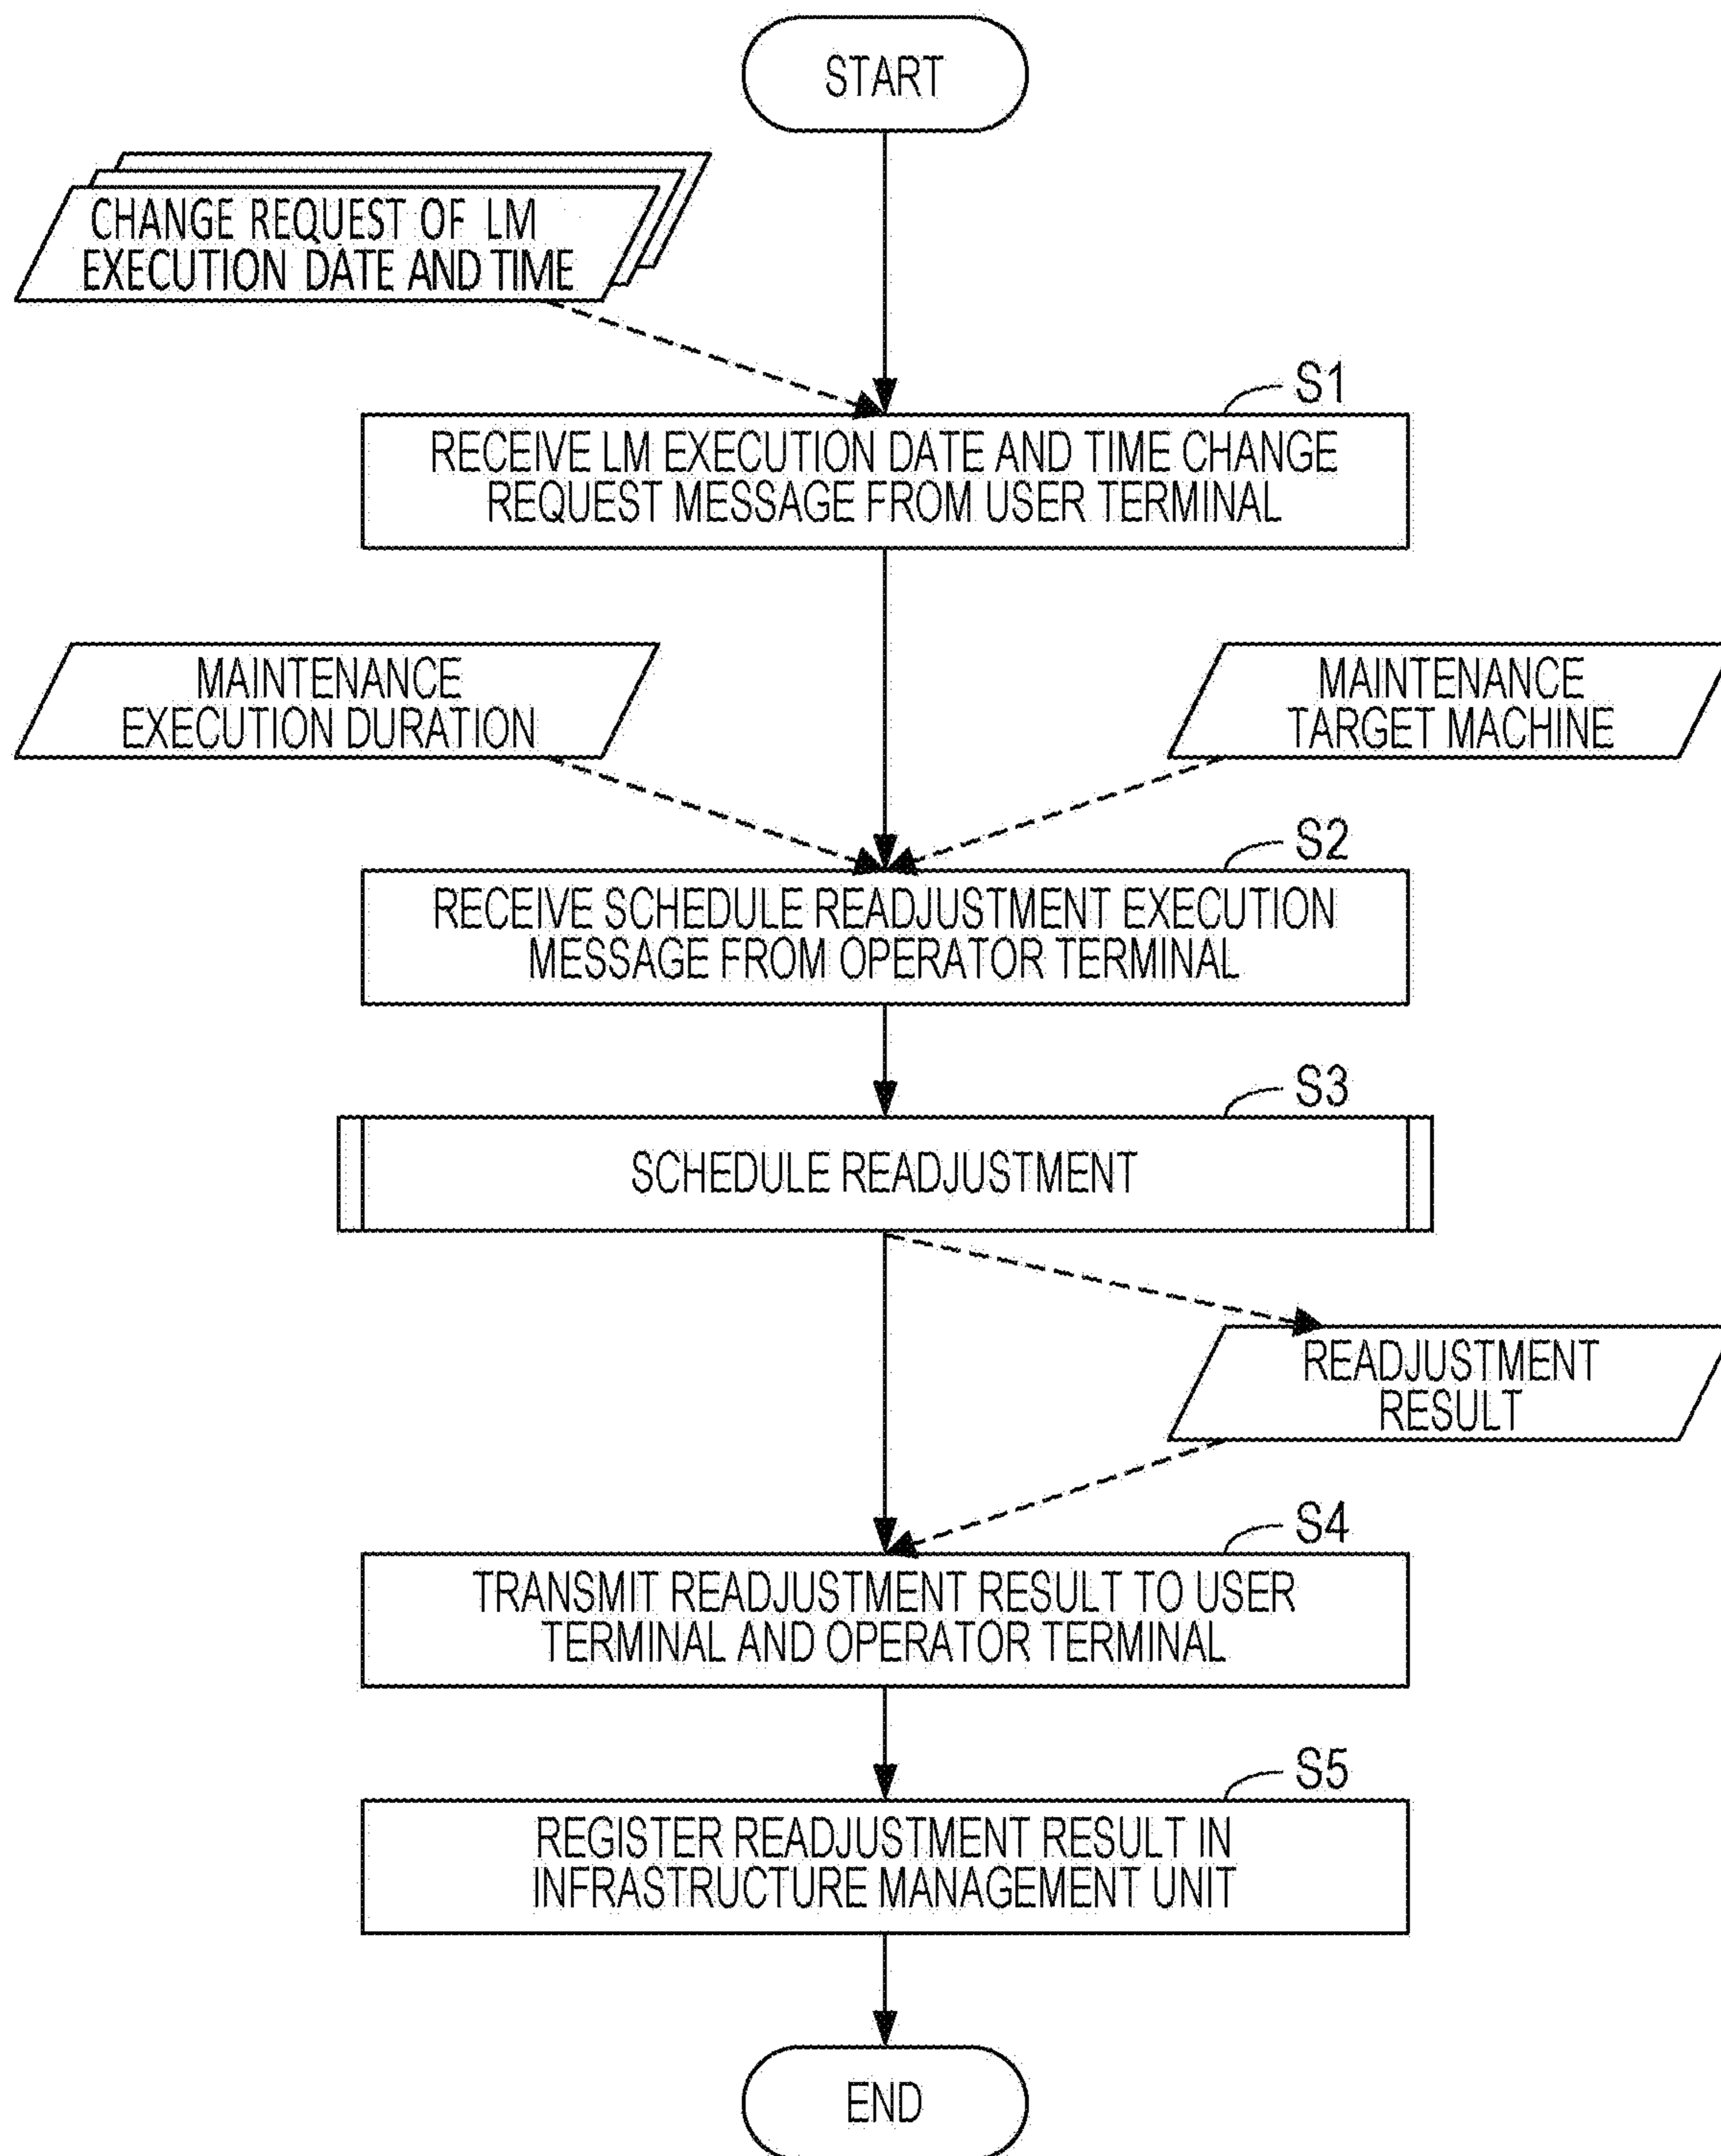 START
CHANGE REQUEST OF LM
EXECUTION DATE AND TIME
S1
RECEIVE LM EXECUTION DATE AND TIME CHANGE
REQUEST MESSAGE FROM USER TERMINAL
MAINTENANCE
EXECUTION DURATION
MAINTENANCE
TARGET MACHINE
S2
RECEIVE SCHEDULE READJUSTMENT EXECUTION
MESSAGE FROM OPERATOR TERMINAL
S3
SCHEDULE READJUSTMENT
READJUSTMENT
RESULT
S4
TRANSMIT READJUSTMENT RESULT TO USER
TERMINAL AND OPERATOR TERMINAL
S5
REGISTER READJUSTMENT RESULT IN
INFRASTRUCTURE MANAGEMENT UNIT
END